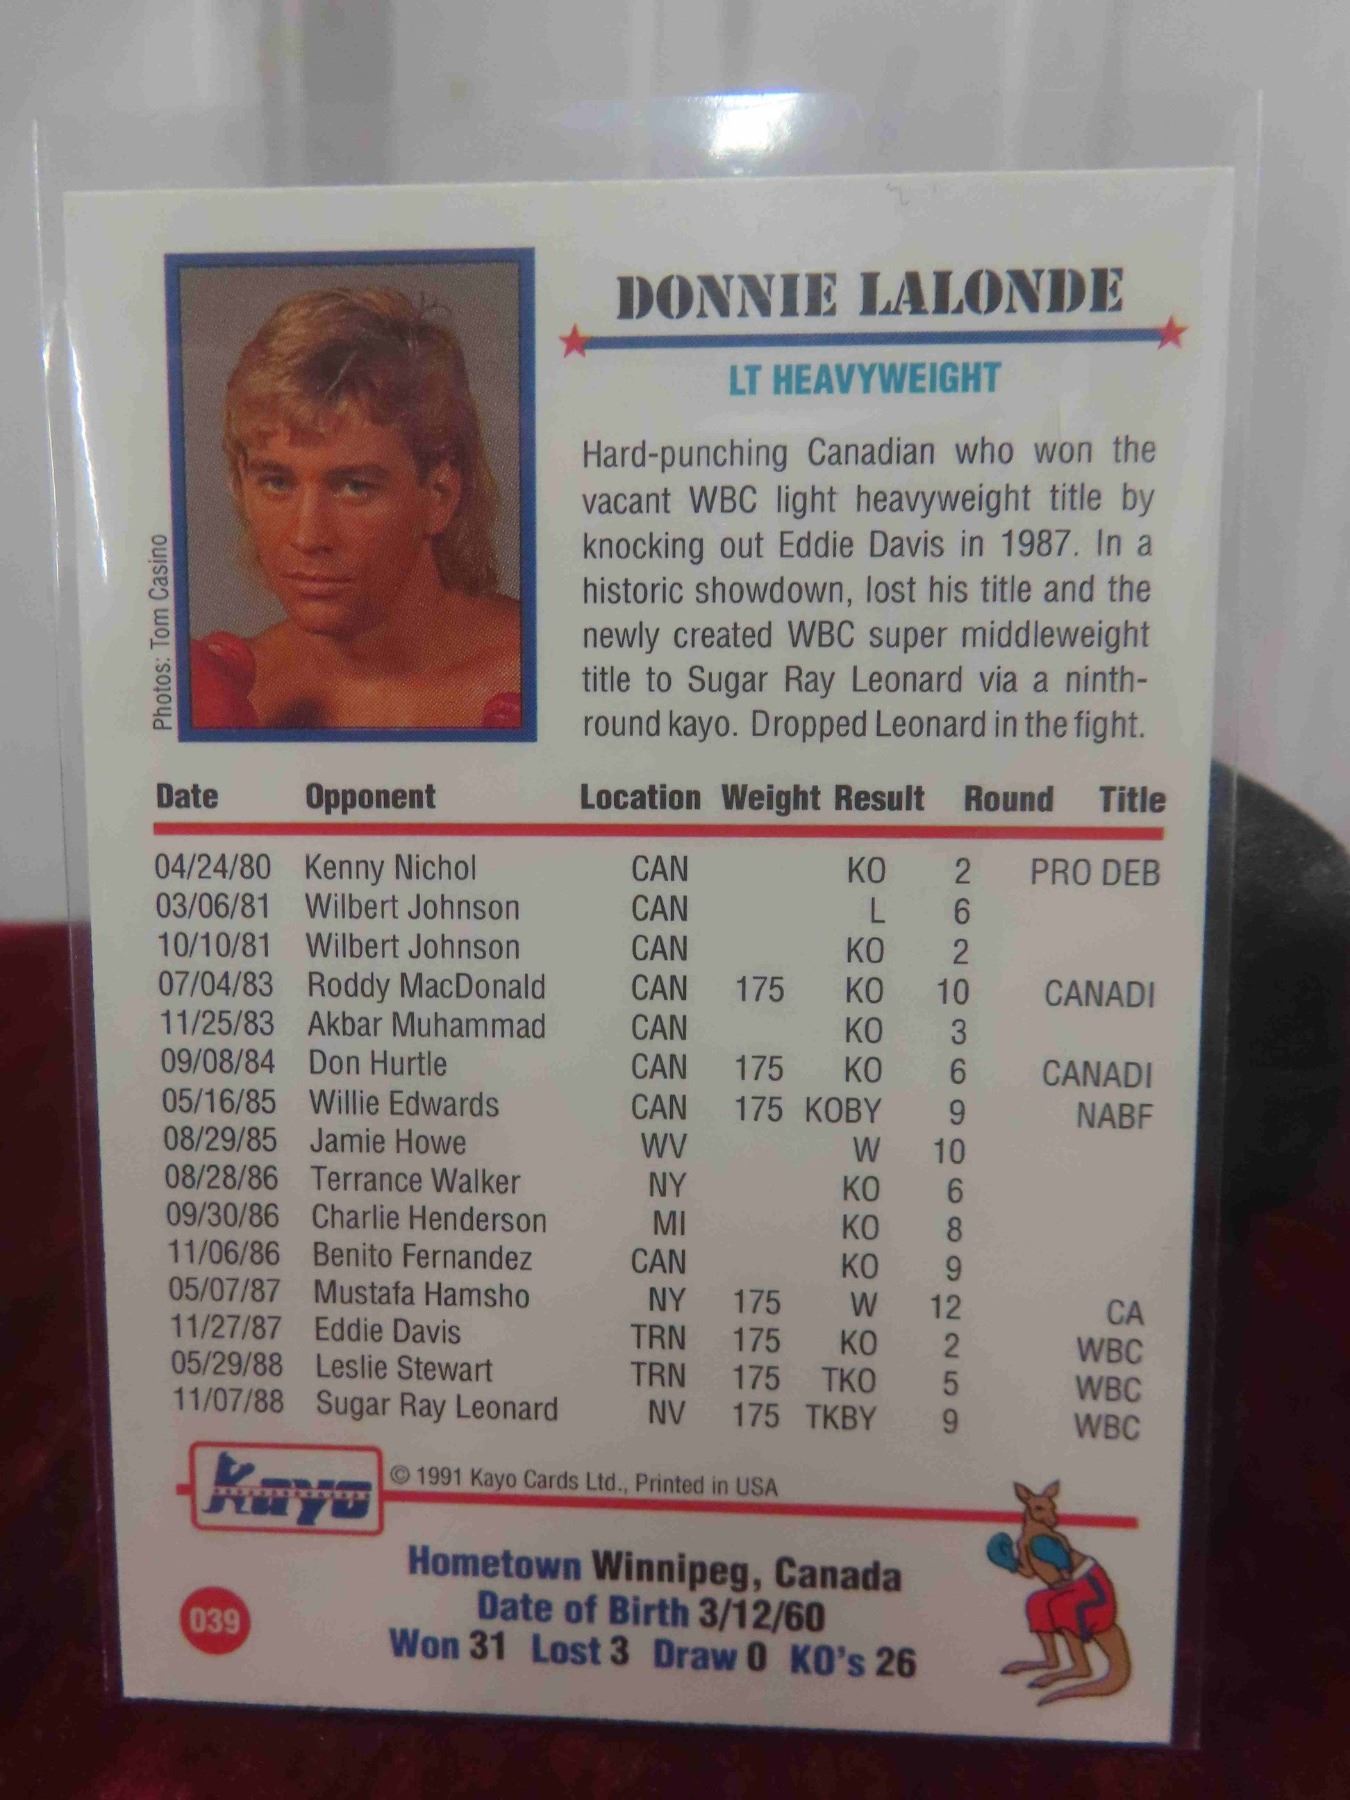 DONNIE LALONDE
LT HEAVYWEIGHT
Hard-punching Canadian who won the
vacant WBC light heavyweight title by
knocking out Eddie Davis in 1987. In a
historic showdown, lost his title and the
newly created WBC super middleweight
title to Sugar Ray Leonard via a ninth-
round kayo. Dropped Leonard in the fight.
Photos: Tom Casino
Date Opponent Location Weight Result Round Title
04/24/80 Kenny Nichol CAN KO 2 PRO DEB
03/06/81 Wilbert Johnson CAN L 6
10/10/81 Wilbert Johnson CAN KO 2
07/04/83 Roddy MacDonald CAN 175 KO 10 CANADI
11/25/83 Akbar Muhammad CAN KO 3
09/08/84 Don Hurtle CAN 175 KO 6 CANADI
05/16/85 Willie Edwards CAN 175 KOBY 9 NABF
08/29/85 Jamie Howe WV W 10
08/28/86 Terrance Walker NY KO 6
09/30/86 Charlie Henderson MI KO 8
11/06/86 Benito Fernandez CAN KO 9
05/07/87 Mustafa Hamsho NY 175 W 12 CA
11/27/87 Eddie Davis TRN 175 KO 2 WBC
05/29/88 Leslie Stewart TRN 175 TKO 5 WBC
11/07/88 Sugar Ray Leonard NV 175 TKBY 9 WBC
Kayo
© 1991 Kayo Cards Ltd., Printed in USA
Hometown Winnipeg, Canada
Date of Birth 3/12/60
Won 31 Lost 3 Draw 0 KO's 26
039